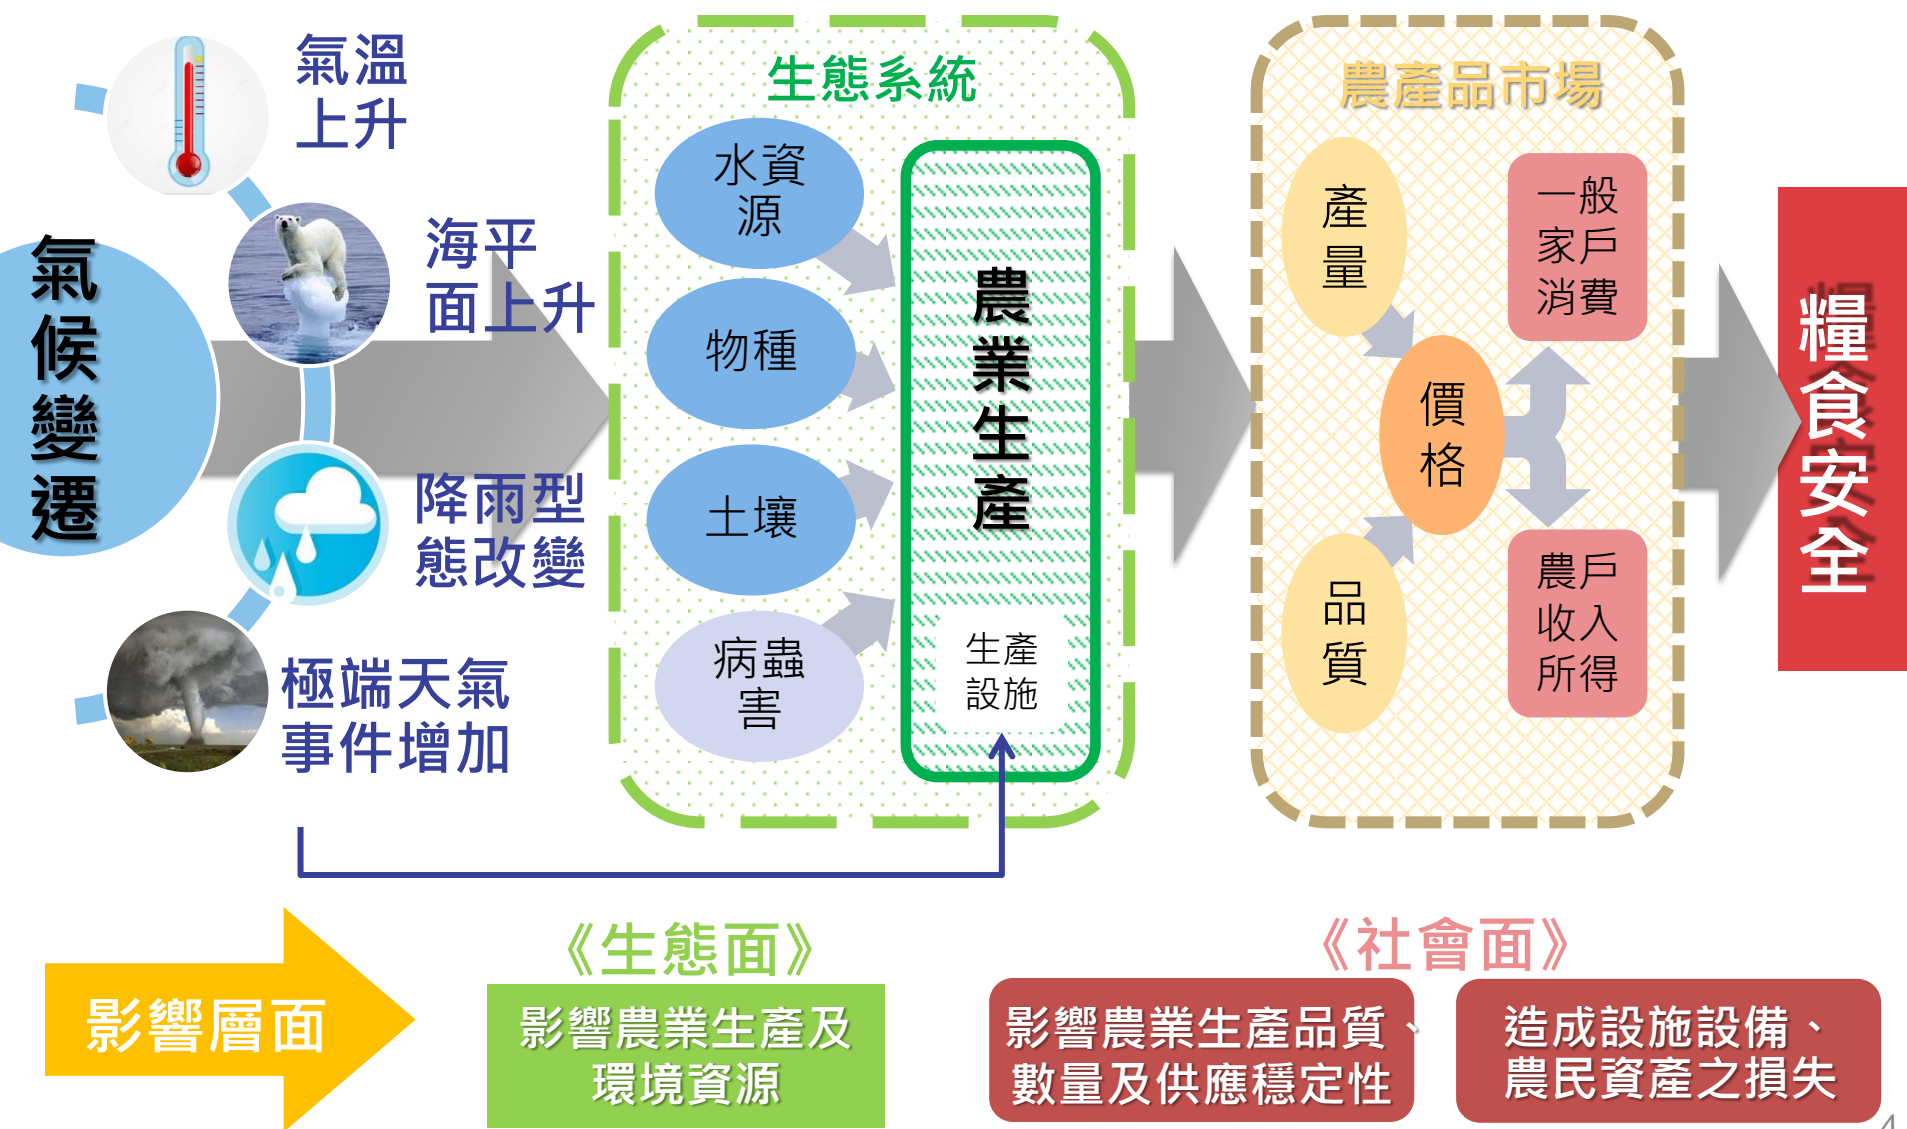 氣溫
上升
海平
面上升
氣
候
變
遷
降雨型
態改變
極端天氣
事件增加
生態系統
水資
源
物種
土壤
病蟲
害
農
業
生
產
生產
設施
農產品市場
產
量
品
質
價
格
一般
家戶
消費
農戶
收入
所得
糧
食
安
全
影響層面
《生態面》
影響農業生產及
環境資源
《社會面》
影響農業生產品質、
數量及供應穩定性
造成設施設備、
農民資產之損失
4